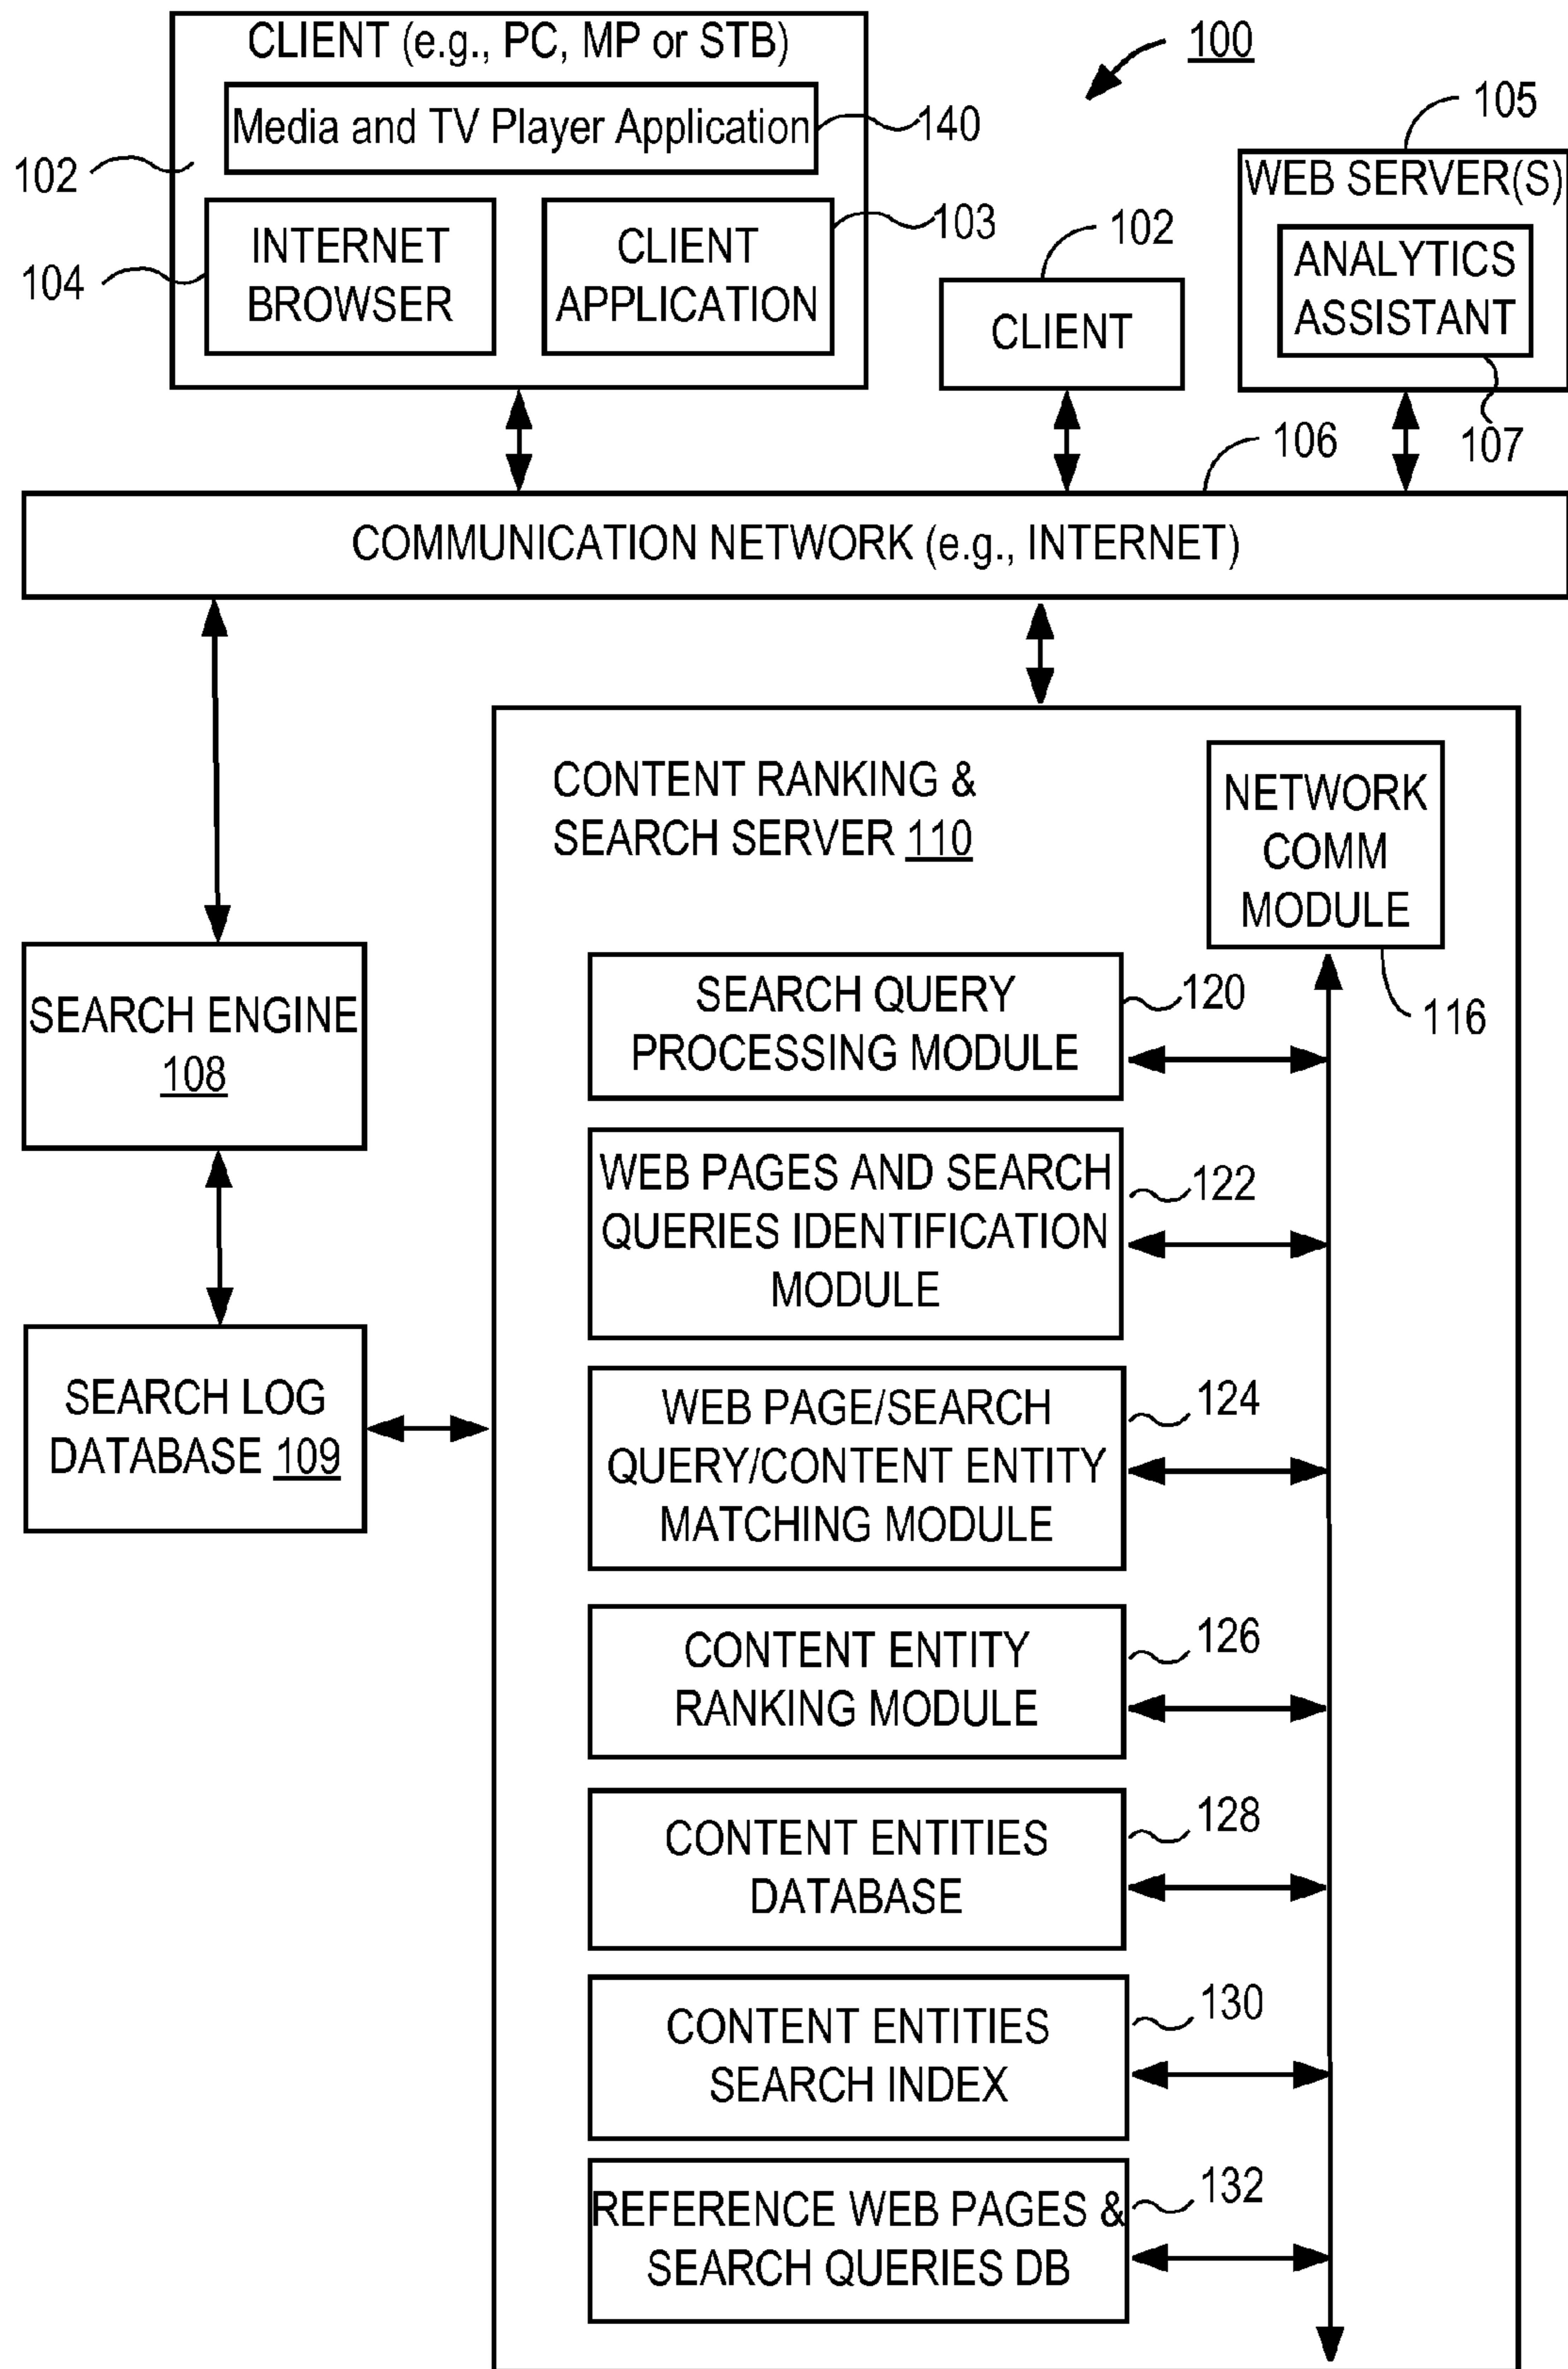 CLIENT (e.g., PC, MP or STB)
100
Media and TV Player Application
140
105
102
WEB SERVER(S)
INTERNET
BROWSER
104
CLIENT
APPLICATION
103
102
CLIENT
ANALYTICS
ASSISTANT
107
106
COMMUNICATION NETWORK (e.g., INTERNET)
CONTENT RANKING &
SEARCH SERVER 110
NETWORK
COMM
MODULE
116
SEARCH ENGINE
108
SEARCH QUERY
PROCESSING MODULE
120
WEB PAGES AND SEARCH
QUERIES IDENTIFICATION
MODULE
122
SEARCH LOG
DATABASE 109
WEB PAGE/SEARCH
QUERY/CONTENT ENTITY
MATCHING MODULE
124
CONTENT ENTITY
RANKING MODULE
126
CONTENT ENTITIES
DATABASE
128
CONTENT ENTITIES
SEARCH INDEX
130
REFERENCE WEB PAGES &
SEARCH QUERIES DB
132